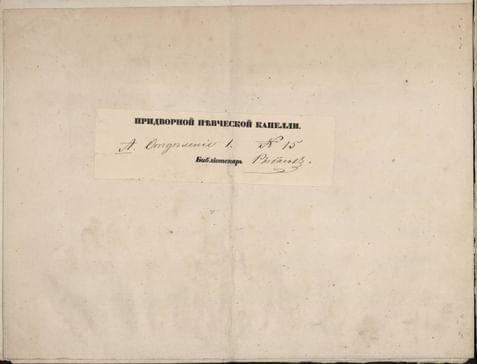 ПРИДВОРНОЙ ПѢВЧЕСКОЙ КАПЕЛЛИ.
А. Отдѣленіе 1. № 15
Библіотекарь